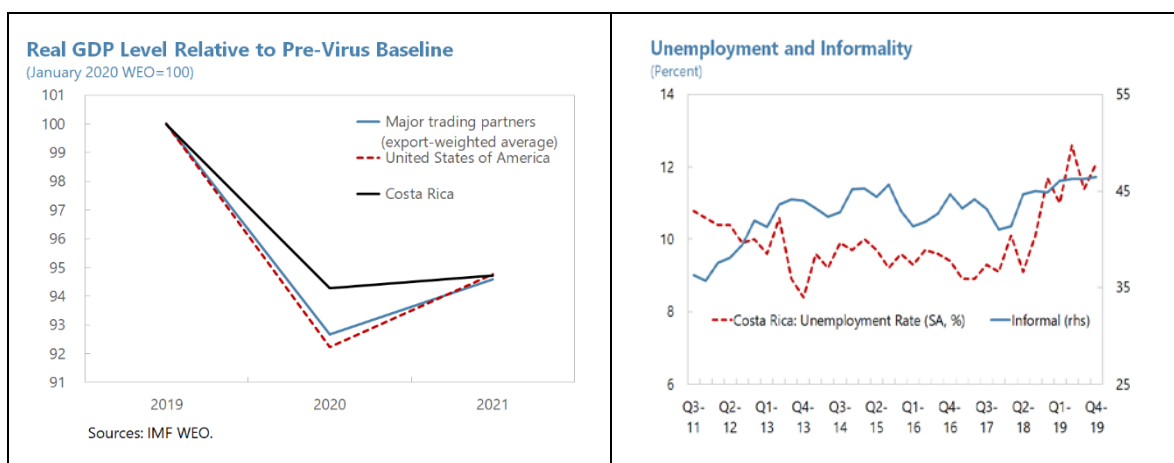 Real GDP Level Relative to Pre-Virus Baseline
(January 2020 WEO=100)
101
100
99
98
97
96
95
94
93
92
91
Major trading partners
(export-weighted average)
United States of America
Costa Rica
2019 2020 2021
Sources: IMF WEO.
Unemployment and Informality
(Percent)
14
12
10
8
6
55
45
35
25
Costa Rica: Unemployment Rate (SA, %) Informal (rhs)
Q3- Q2- Q1- Q4- Q3- Q2- Q1- Q4- Q3- Q2- Q1- Q4-
11 12 13 13 14 15 16 16 17 18 19 19